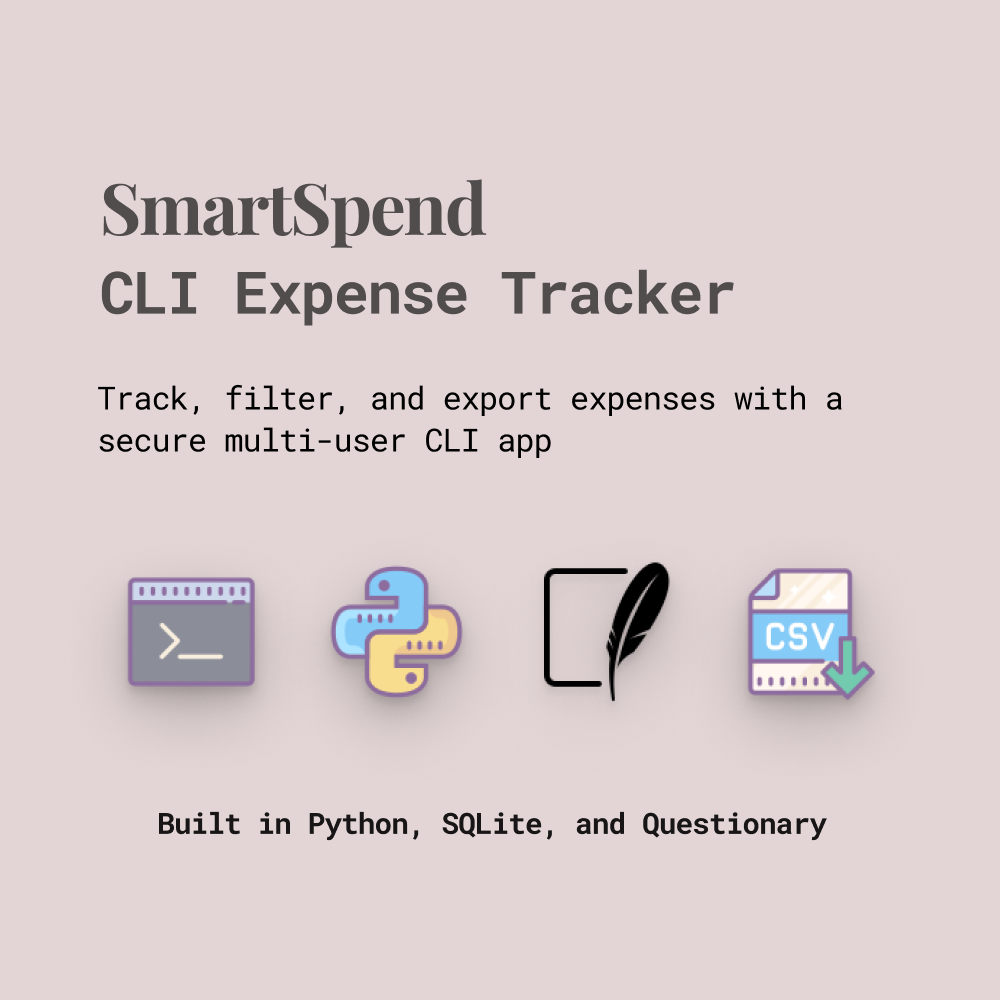 SmartSpend
CLI Expense Tracker
Track, filter, and export expenses with a
secure multi-user CLI app
>_
CSV
Built in Python, SQLite, and Questionary